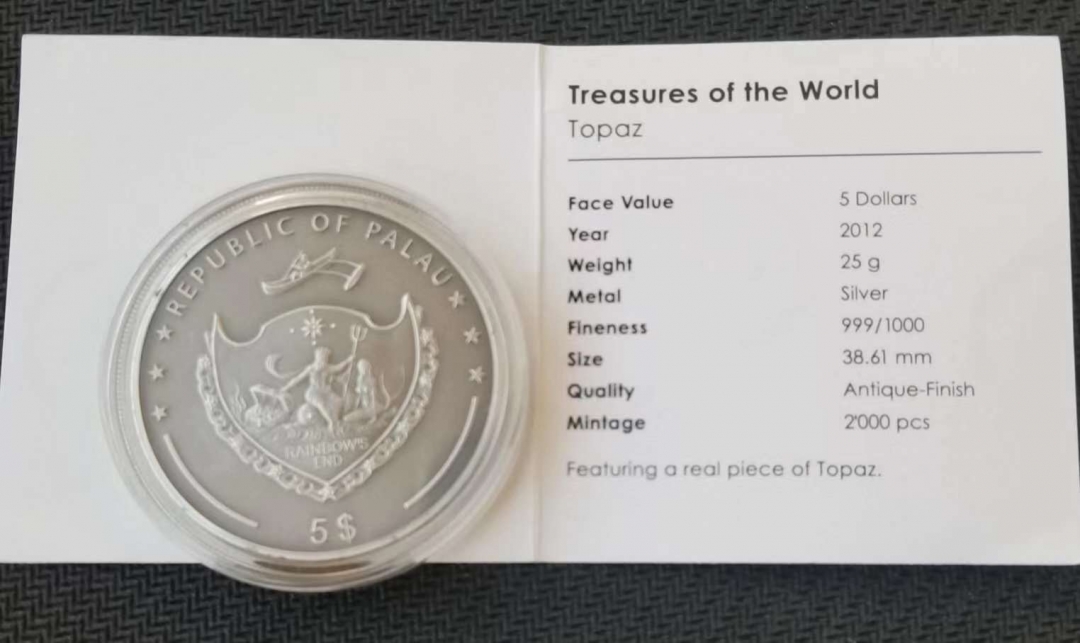 REPUBLIC OF PALAU
RAINBOW'S
END
5 $
Treasures of the World
Topaz
Face Value 5 Dollars
Year 2012
Weight 25 g
Metal Silver
Fineness 999/1000
Size 38.61 mm
Quality Antique-Finish
Mintage 2'000 pcs
Featuring a real piece of Topaz.